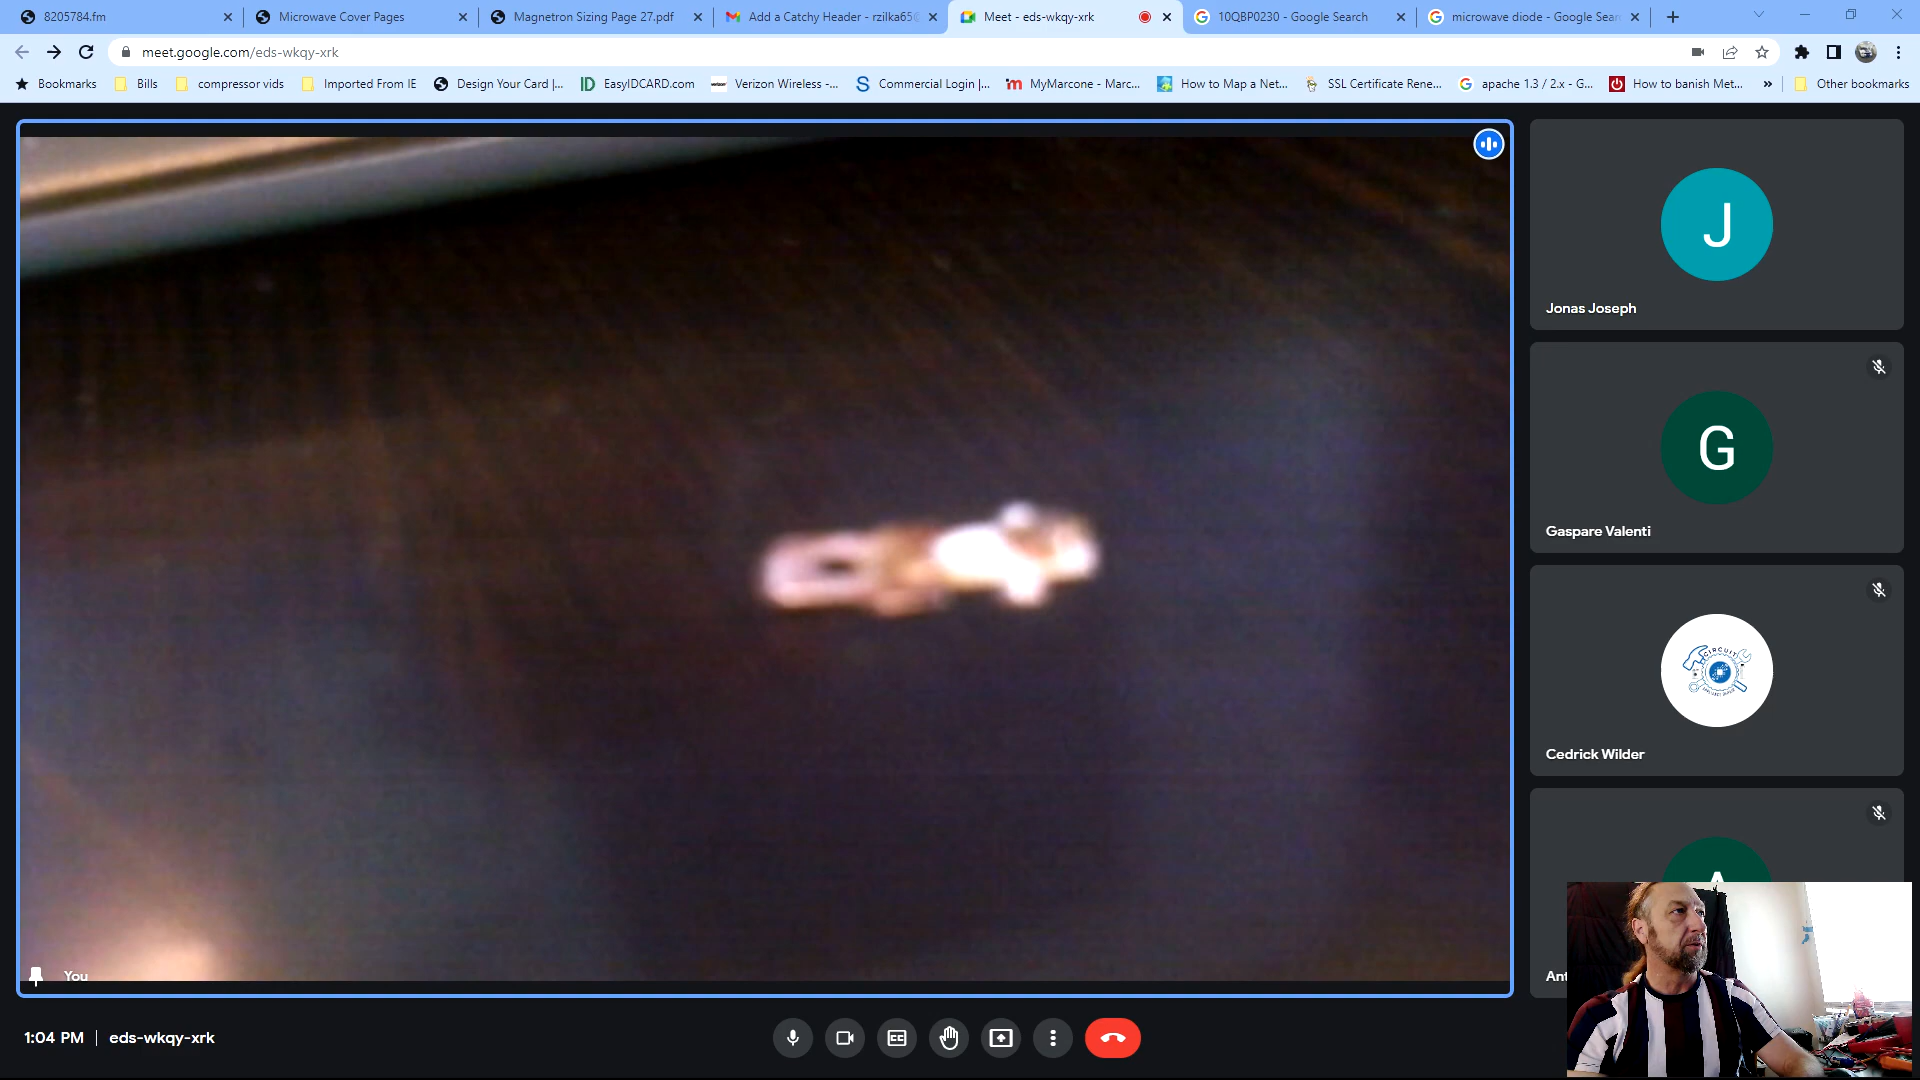 8205784.fm
Microwave Cover Pages
Magnetron Sizing Page 27.pdf
Add a Catchy Header - rzilka65@
Meet - eds-wkqy-xrk
10QBP0230 - Google Search
microwave diode - Google Sear
meet.google.com/eds-wkqy-xrk
Bookmarks
Bills
compressor vids
Imported From IE
Design Your Card |...
EasyIDCARD.com
Verizon Wireless -...
Commercial Login |...
MyMarcone - Marc...
How to Map a Net...
SSL Certificate Rene...
apache 1.3 / 2.x - G...
How to banish Met...
»
Other bookmarks
J
Jonas Joseph
G
Gaspare Valenti
CIRCUIT
Cedrick Wilder
A
Ant
You
1:04 PM | eds-wkqy-xrk